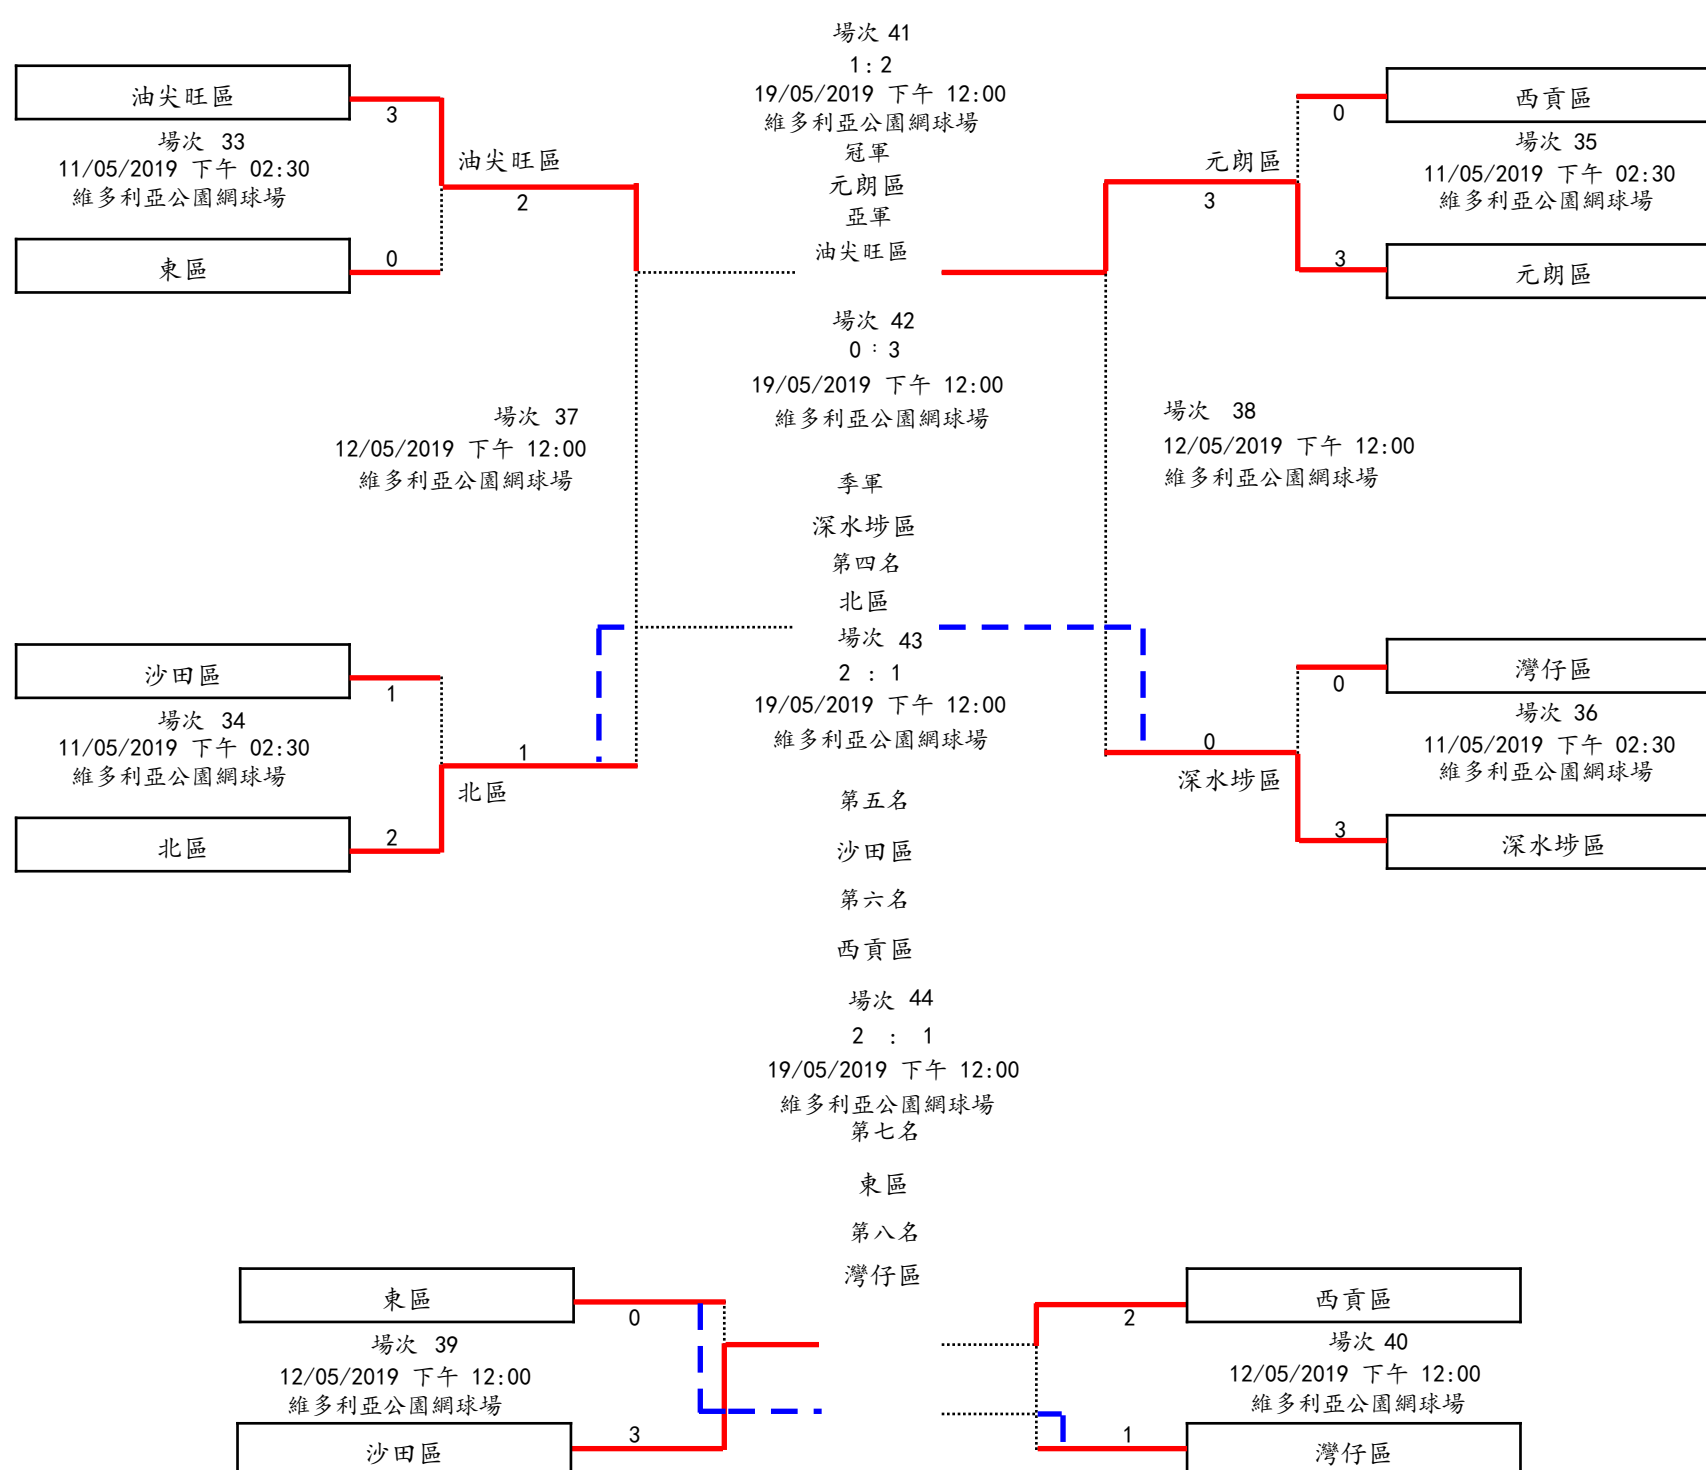 場次 41
1：2
19/05/2019 下午 12:00
維多利亞公園網球場
冠軍
元朗區
亞軍
油尖旺區
油尖旺區
3
場次 33
11/05/2019 下午 02:30
維多利亞公園網球場
油尖旺區
2
東區
0
西貢區
0
場次 35
11/05/2019 下午 02:30
維多利亞公園網球場
元朗區
3
元朗區
3
場次 42
0 : 3
19/05/2019 下午 12:00
維多利亞公園網球場
場次 37
12/05/2019 下午 12:00
維多利亞公園網球場
場次 38
12/05/2019 下午 12:00
維多利亞公園網球場
季軍
深水埗區
第四名
北區
場次 43
2 : 1
19/05/2019 下午 12:00
維多利亞公園網球場
沙田區
1
場次 34
11/05/2019 下午 02:30
維多利亞公園網球場
1
北區
北區
2
灣仔區
0
場次 36
11/05/2019 下午 02:30
維多利亞公園網球場
0
深水埗區
深水埗區
3
第五名
沙田區
第六名
西貢區
場次 44
2 : 1
19/05/2019 下午 12:00
維多利亞公園網球場
第七名
東區
第八名
灣仔區
東區
0
場次 39
12/05/2019 下午 12:00
維多利亞公園網球場
沙田區
3
西貢區
2
場次 40
12/05/2019 下午 12:00
維多利亞公園網球場
灣仔區
1